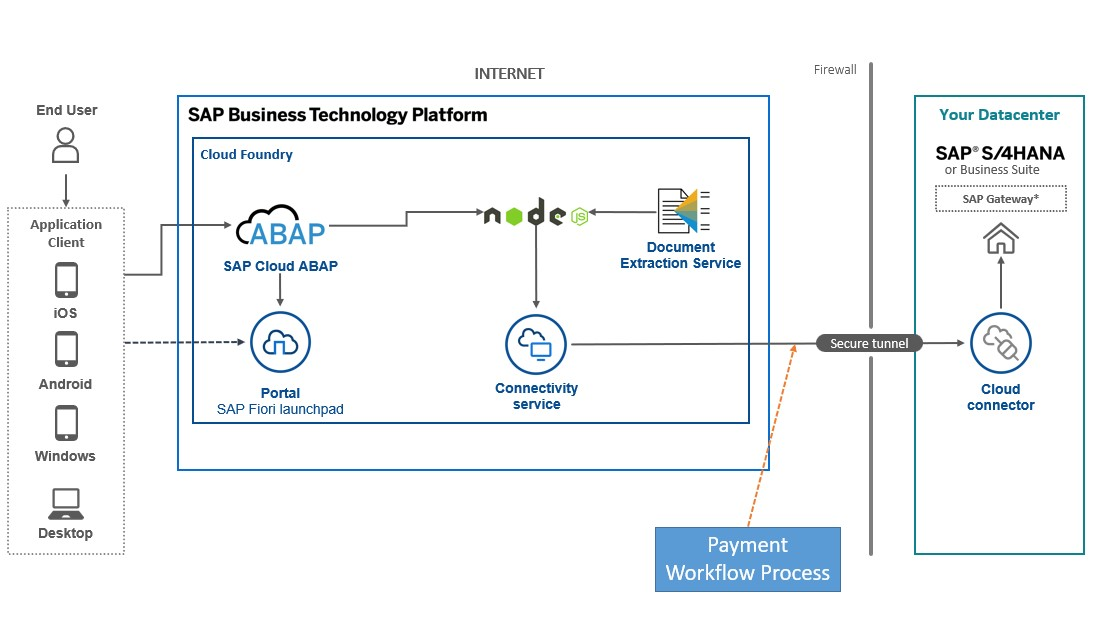 INTERNET
Firewall
End User
SAP Business Technology Platform
Your Datacenter
Cloud Foundry
SAP® S/4HANA
or Business Suite
SAP Gateway*
Application
Client
ABAP
node
JS
Document
Extraction Service
SAP Cloud ABAP
iOS
Secure tunnel
Android
Portal
SAP Fiori launchpad
Connectivity
service
Cloud
connector
Windows
Desktop
Payment
Workflow Process